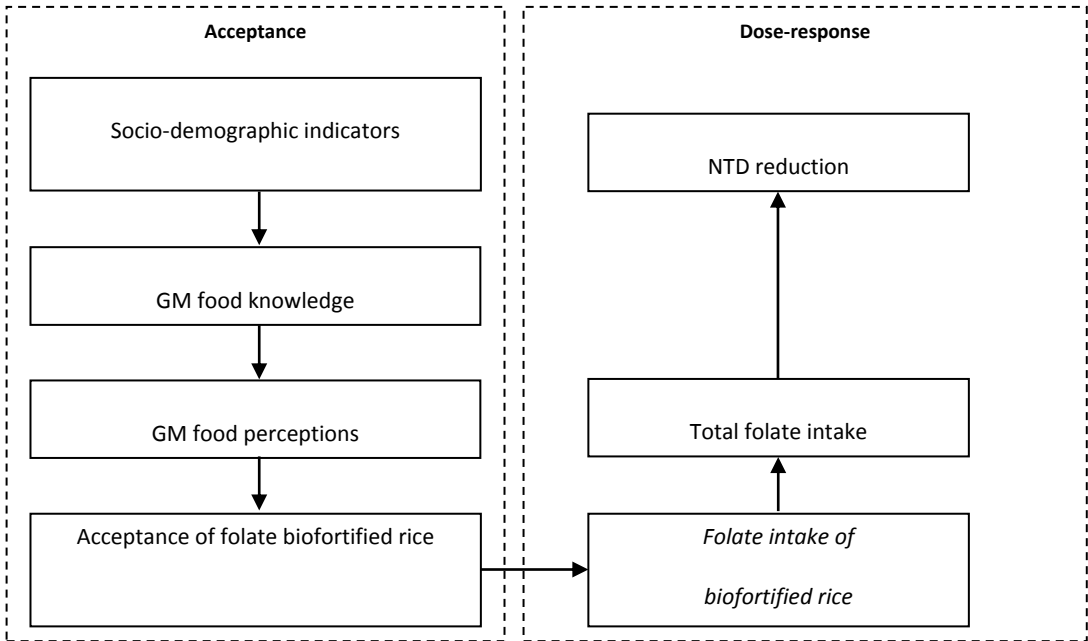 Acceptance
Socio-demographic indicators
GM food knowledge
GM food perceptions
Acceptance of folate biofortified rice
Dose-response
NTD reduction
Total folate intake
Folate intake of
biofortified rice